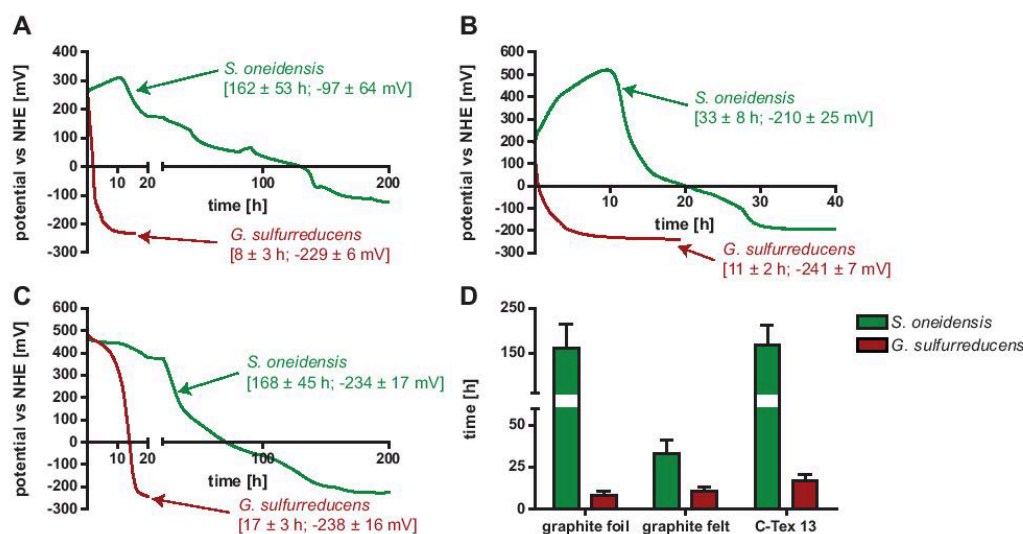 A
potential vs NHE [mV]
400
300
200
100
0
-100
-200
-300
10
20
100
200
time [h]
S. oneidensis
[162 ± 53 h; -97 ± 64 mV]
G. sulfurreducens
[8 ± 3 h; -229 ± 6 mV]
B
potential vs NHE [mV]
600
500
400
300
200
100
0
-100
-200
-300
10
20
30
40
time [h]
S. oneidensis
[33 ± 8 h; -210 ± 25 mV]
G. sulfurreducens
[11 ± 2 h; -241 ± 7 mV]
C
potential vs NHE [mV]
600
500
400
300
200
100
0
-100
-200
-300
10
20
100
200
time [h]
S. oneidensis
[168 ± 45 h; -234 ± 17 mV]
G. sulfurreducens
[17 ± 3 h; -238 ± 16 mV]
D
time [h]
250
150
50
25
0
graphite foil
graphite felt
C-Tex 13
S. oneidensis
G. sulfurreducens